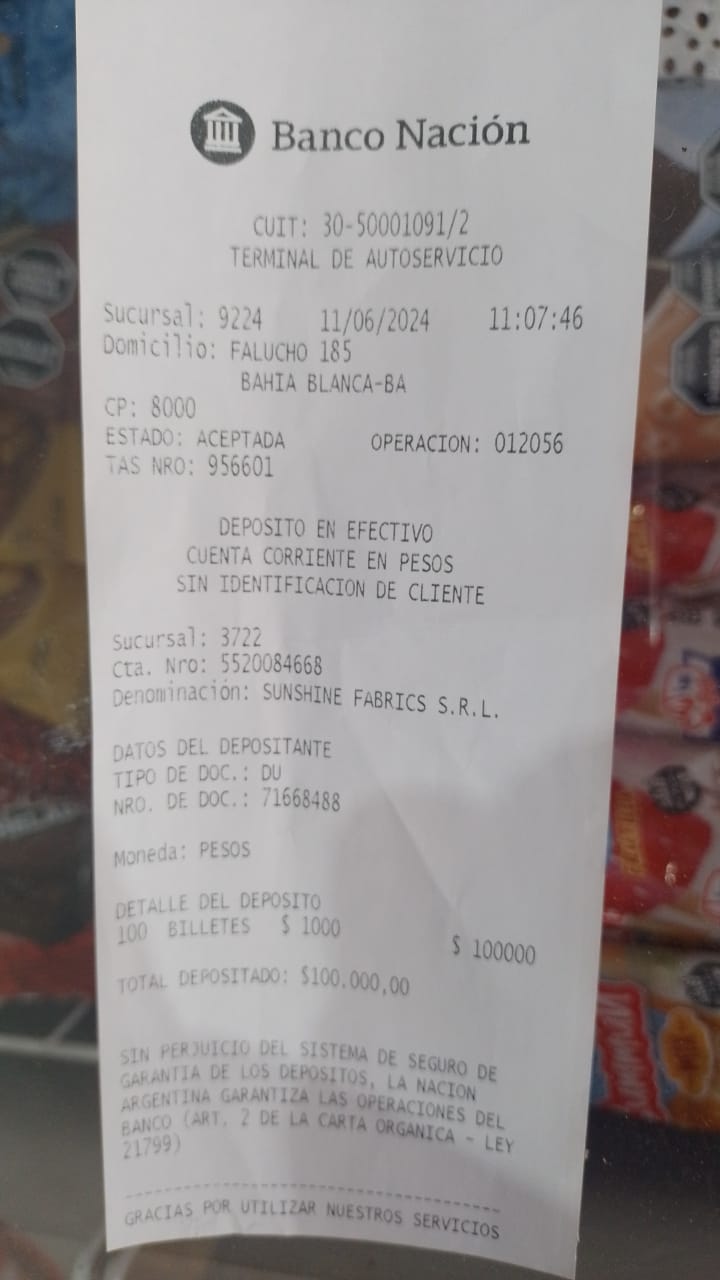 Banco Nación
CUIT: 30-50001091/2
TERMINAL DE AUTOSERVICIO
Sucursal: 9224 11/06/2024 11:07:46
Domicilio: FALUCHO 185
BAHIA BLANCA-BA
CP: 8000
ESTADO: ACEPTADA OPERACION: 012056
TAS NRO: 956601
DEPOSITO EN EFECTIVO
CUENTA CORRIENTE EN PESOS
SIN IDENTIFICACION DE CLIENTE
Sucursal: 3722
Cta. Nro: 5520084668
Denominación: SUNSHINE FABRICS S.R.L.
DATOS DEL DEPOSITANTE
TIPO DE DOC.: DU
NRO. DE DOC.: 71668488
Moneda: PESOS
DETALLE DEL DEPOSITO
100 BILLETES $ 1000 $ 100000
TOTAL DEPOSITADO: $100.000,00
SIN PERJUICIO DEL SISTEMA DE SEGURO DE
GARANTIA DE LOS DEPOSITOS, LA NACION
ARGENTINA GARANTIZA LAS OPERACIONES DEL
BANCO (ART. 2 DE LA CARTA ORGANICA - LEY
21799)
GRACIAS POR UTILIZAR NUESTROS SERVICIOS